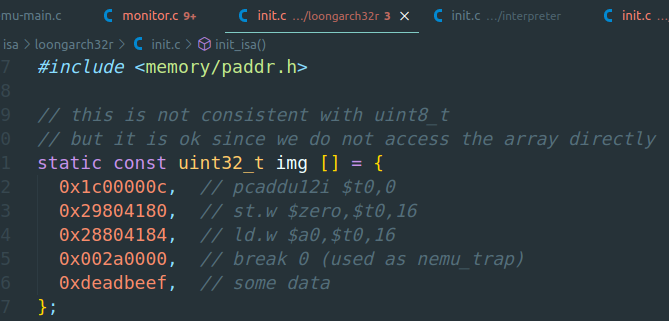 mu-main.c monitor.c 9+ init.c .../loongarch32r 3 init.c .../interpreter init.c ...
isa > loongarch32r > init.c > init_isa()
7 #include <memory/paddr.h>
8
9 // this is not consistent with uint8_t
0 // but it is ok since we do not access the array directly
1 static const uint32_t img [] = {
2 0x1c00000c, // pcaddu12i $t0,0
3 0x29804180, // st.w $zero,$t0,16
4 0x28804184, // ld.w $a0,$t0,16
5 0x002a0000, // break 0 (used as nemu_trap)
6 0xdeadbeef, // some data
7 };